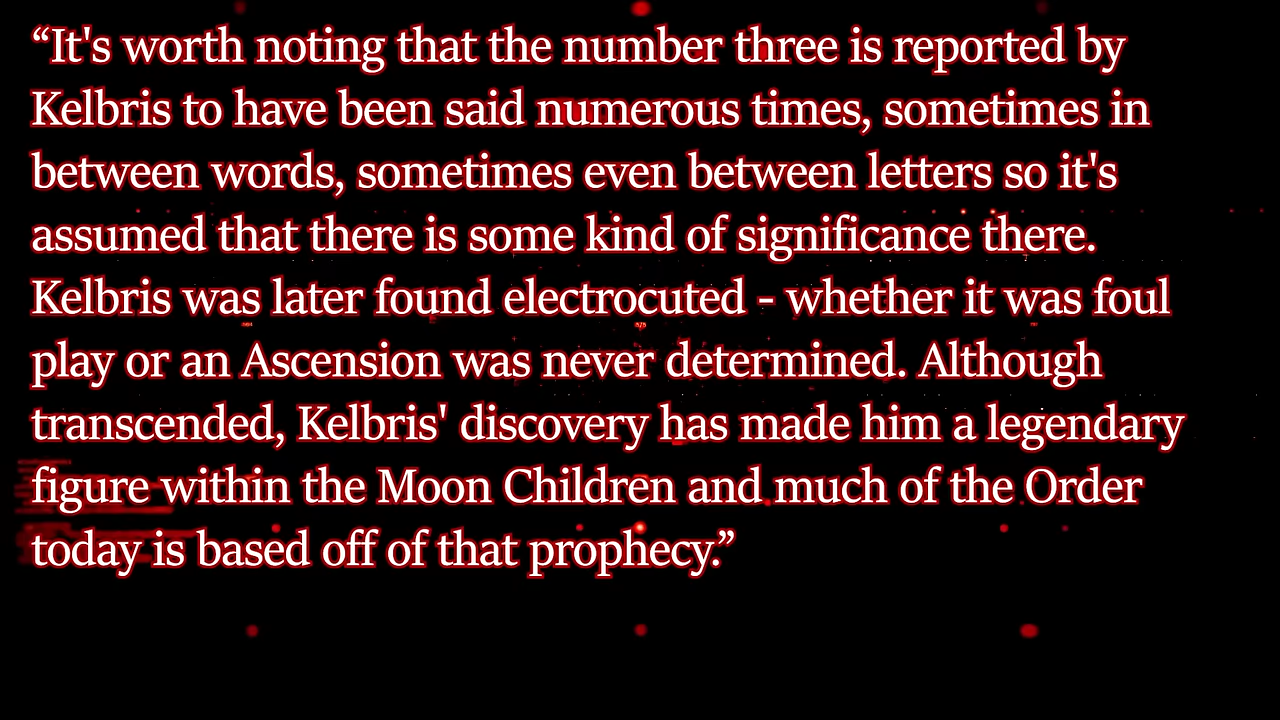 “It's worth noting that the number three is reported by
Kelbris to have been said numerous times, sometimes in
between words, sometimes even between letters so it's
assumed that there is some kind of significance there.
Kelbris was later found electrocuted - whether it was foul
play or an Ascension was never determined. Although
transcended, Kelbris' discovery has made him a legendary
figure within the Moon Children and much of the Order
today is based off of that prophecy.”